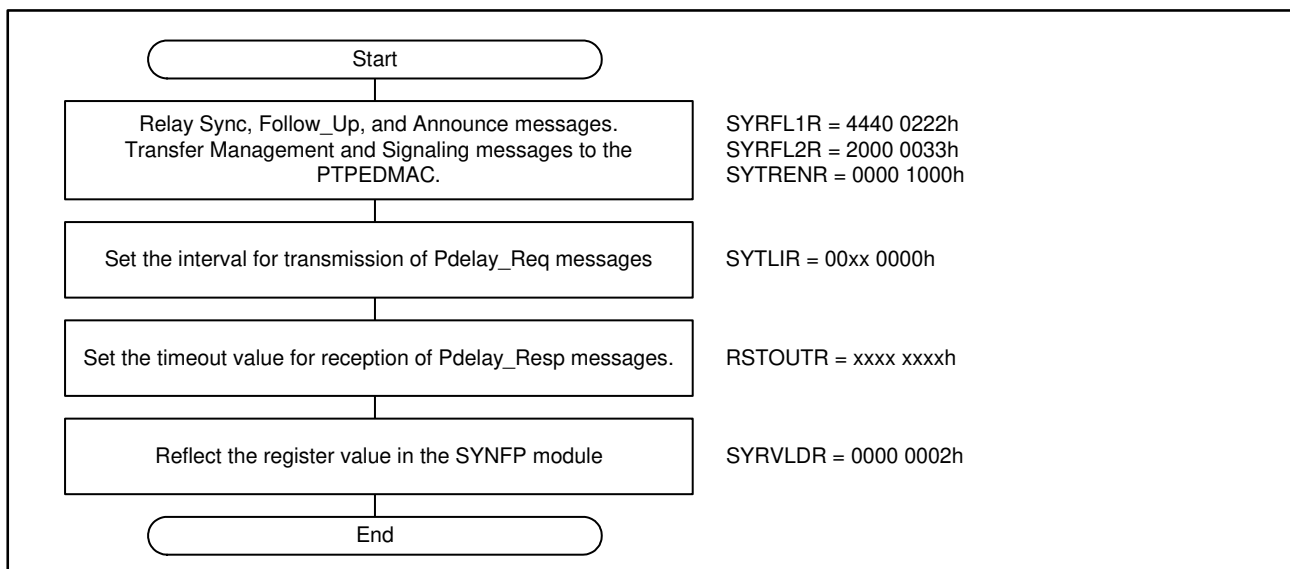 Start
Relay Sync, Follow_Up, and Announce messages.
Transfer Management and Signaling messages to the
PTPEDMAC.
SYRFL1R = 4440 0222h
SYRFL2R = 2000 0033h
SYTRENR = 0000 1000h
Set the interval for transmission of Pdelay_Req messages
SYTLIR = 00xx 0000h
Set the timeout value for reception of Pdelay_Resp messages.
RSTOUTR = xxxx xxxxh
Reflect the register value in the SYNFP module
SYRVLDR = 0000 0002h
End